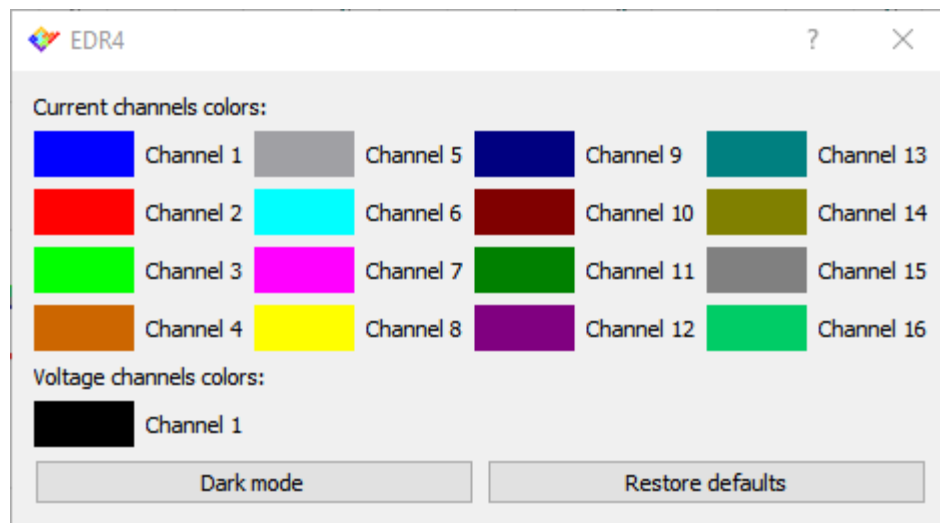 EDR4 ?
Current channels colors:
Channel 1 Channel 5 Channel 9 Channel 13
Channel 2 Channel 6 Channel 10 Channel 14
Channel 3 Channel 7 Channel 11 Channel 15
Channel 4 Channel 8 Channel 12 Channel 16
Voltage channels colors:
Channel 1
Dark mode Restore defaults